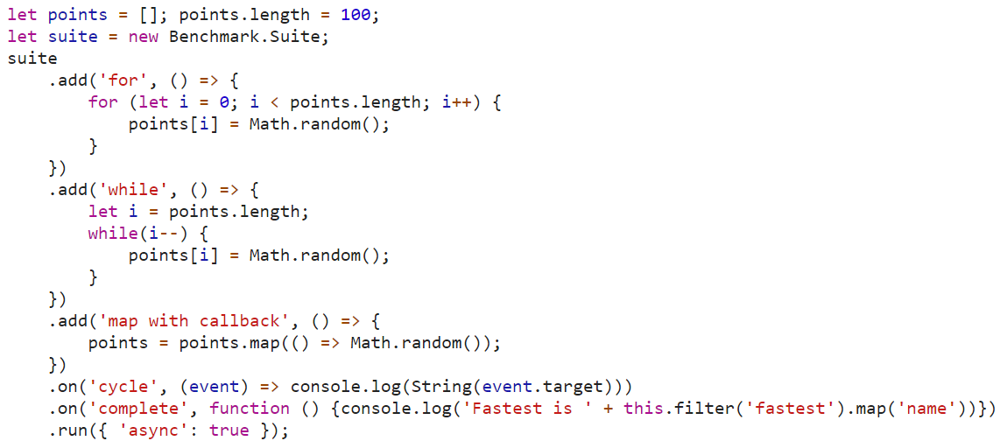 let points = []; points.length = 100;
let suite = new Benchmark.Suite;
suite
    .add('for', () => {
        for (let i = 0; i < points.length; i++) {
            points[i] = Math.random();
        }
    })
    .add('while', () => {
        let i = points.length;
        while(i--) {
            points[i] = Math.random();
        }
    })
    .add('map with callback', () => {
        points = points.map(() => Math.random());
    })
    .on('cycle', (event) => console.log(String(event.target)))
    .on('complete', function () {console.log('Fastest is ' + this.filter('fastest').map('name'))})
    .run({ 'async': true });